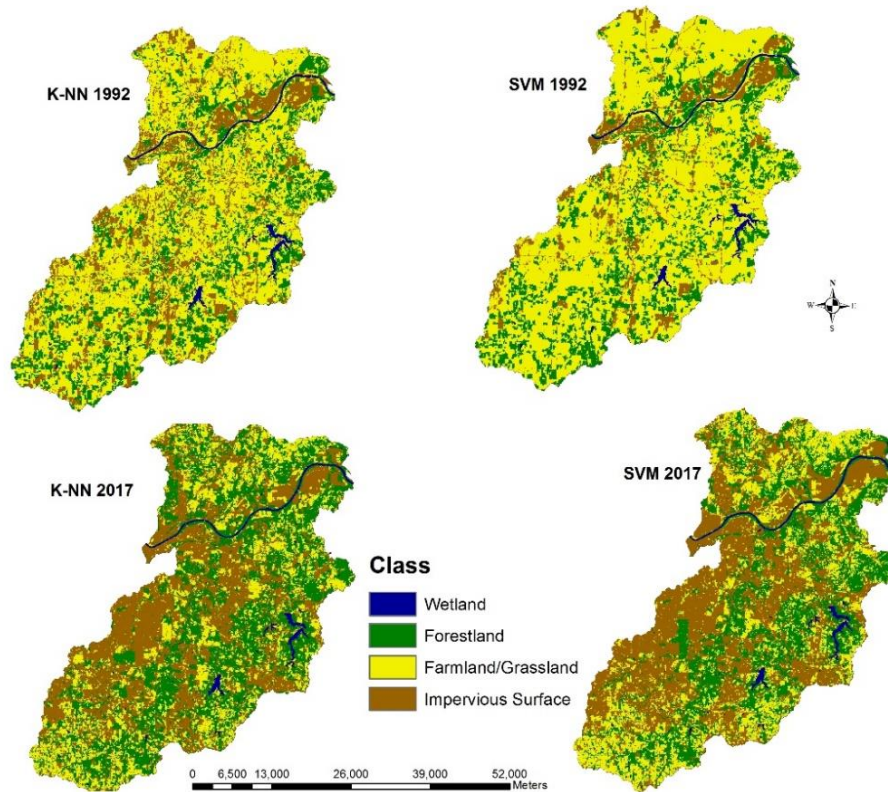 K-NN 1992
SVM 1992
N
W E
S
K-NN 2017
SVM 2017
Class
Wetland
Forestland
Farmland/Grassland
Impervious Surface
0 6,500 13,000 26,000 39,000 52,000
Meters